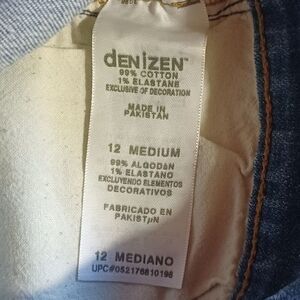 DENIZEN™
99% COTTON
1% ELASTANE
EXCLUSIVE OF DECORATION
MADE IN
PAKISTAN
12 MEDIUM
99% ALGODÓN
1% ELASTANO
EXCLUYENDO ELEMENTOS
DECORATIVOS
FABRICADO EN
PAKISTÁN
12 MEDIANO
UPC#052176810198